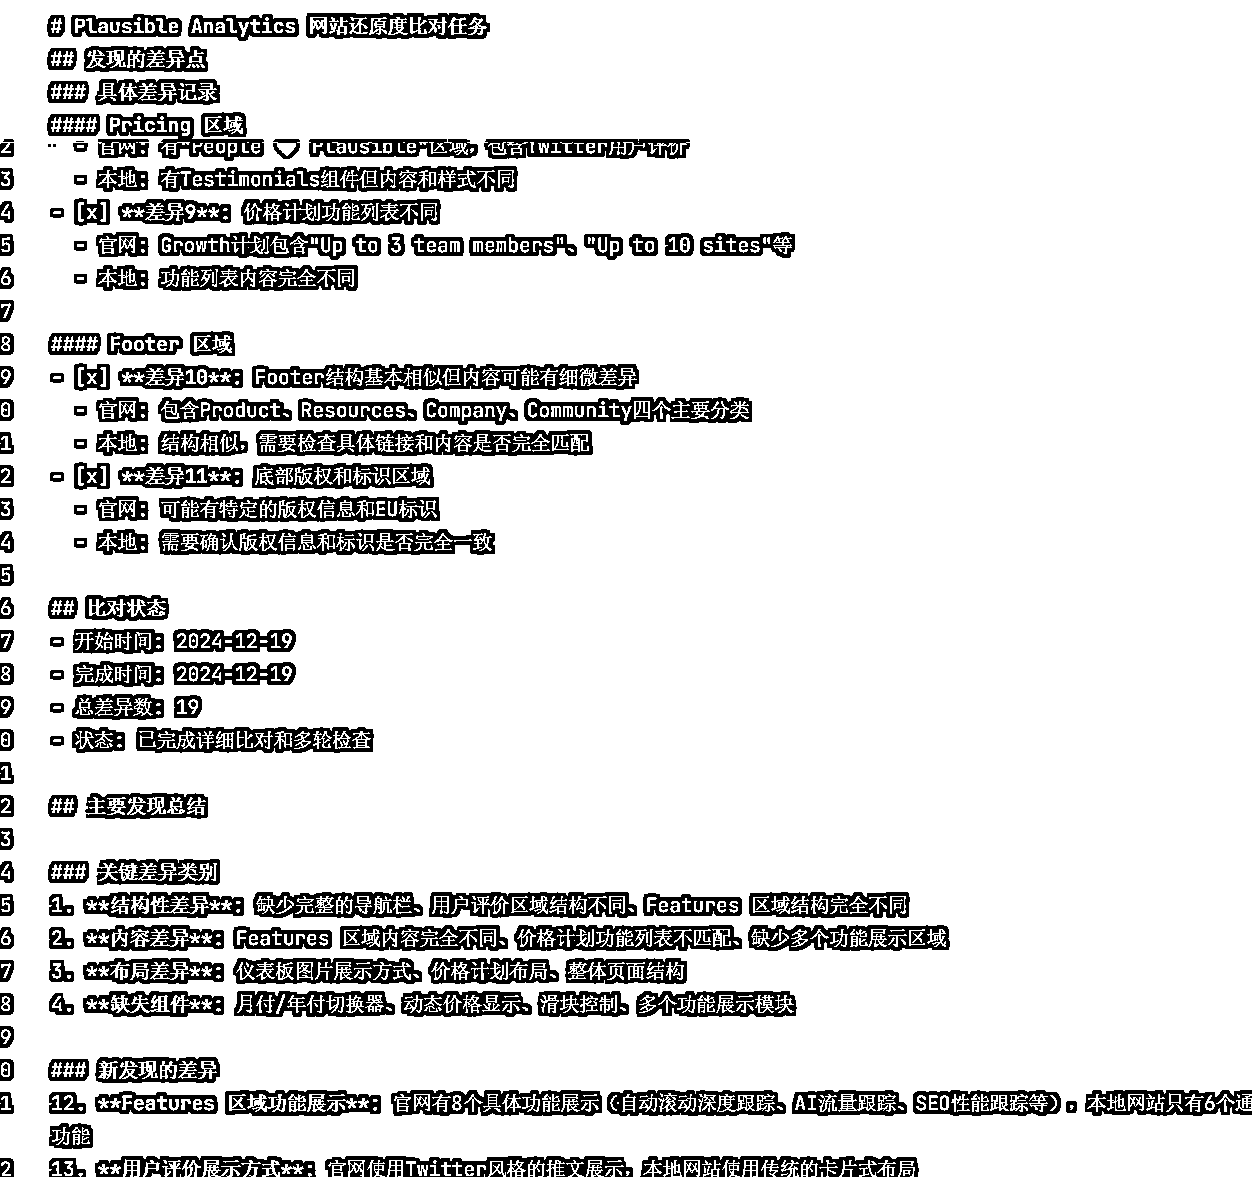 # Plausible Analytics 网站还原度比对任务
## 发现的差异点
### 具体差异记录
#### Pricing 区域
2 - 官网: 有"People ♡ Plausible"区域，包含Twitter用户评价
3 - 本地: 有Testimonials组件但内容和样式不同
4 - [x] **差异9**: 价格计划功能列表不同
5 - 官网: Growth计划包含"Up to 3 team members"、"Up to 10 sites"等
6 - 本地: 功能列表内容完全不同
7
8 #### Footer 区域
9 - [x] **差异10**: Footer结构基本相似但内容可能有细微差异
0 - 官网: 包含Product、Resources、Company、Community四个主要分类
1 - 本地: 结构相似，需要检查具体链接和内容是否完全匹配
2 - [x] **差异11**: 底部版权和标识区域
3 - 官网: 可能有特定的版权信息和EU标识
4 - 本地: 需要确认版权信息和标识是否完全一致
5
6 ## 比对状态
7 - 开始时间: 2024-12-19
8 - 完成时间: 2024-12-19
9 - 总差异数: 19
0 - 状态: 已完成详细比对和多轮检查
1
2 ## 主要发现总结
3
4 ### 关键差异类别
5 1. **结构性差异**: 缺少完整的导航栏、用户评价区域结构不同、Features 区域结构完全不同
6 2. **内容差异**: Features 区域内容完全不同、价格计划功能列表不匹配、缺少多个功能展示区域
7 3. **布局差异**: 仪表板图片展示方式、价格计划布局、整体页面结构
8 4. **缺失组件**: 月付/年付切换器、动态价格显示、滑块控制、多个功能展示模块
9
0 ### 新发现的差异
1 12. **Features 区域功能展示**: 官网有8个具体功能展示（自动滚动深度跟踪、AI流量跟踪、SEO性能跟踪等），本地网站只有6个通
功能
2 13. **用户评价展示方式**: 官网使用Twitter风格的推文展示，本地网站使用传统的卡片式布局